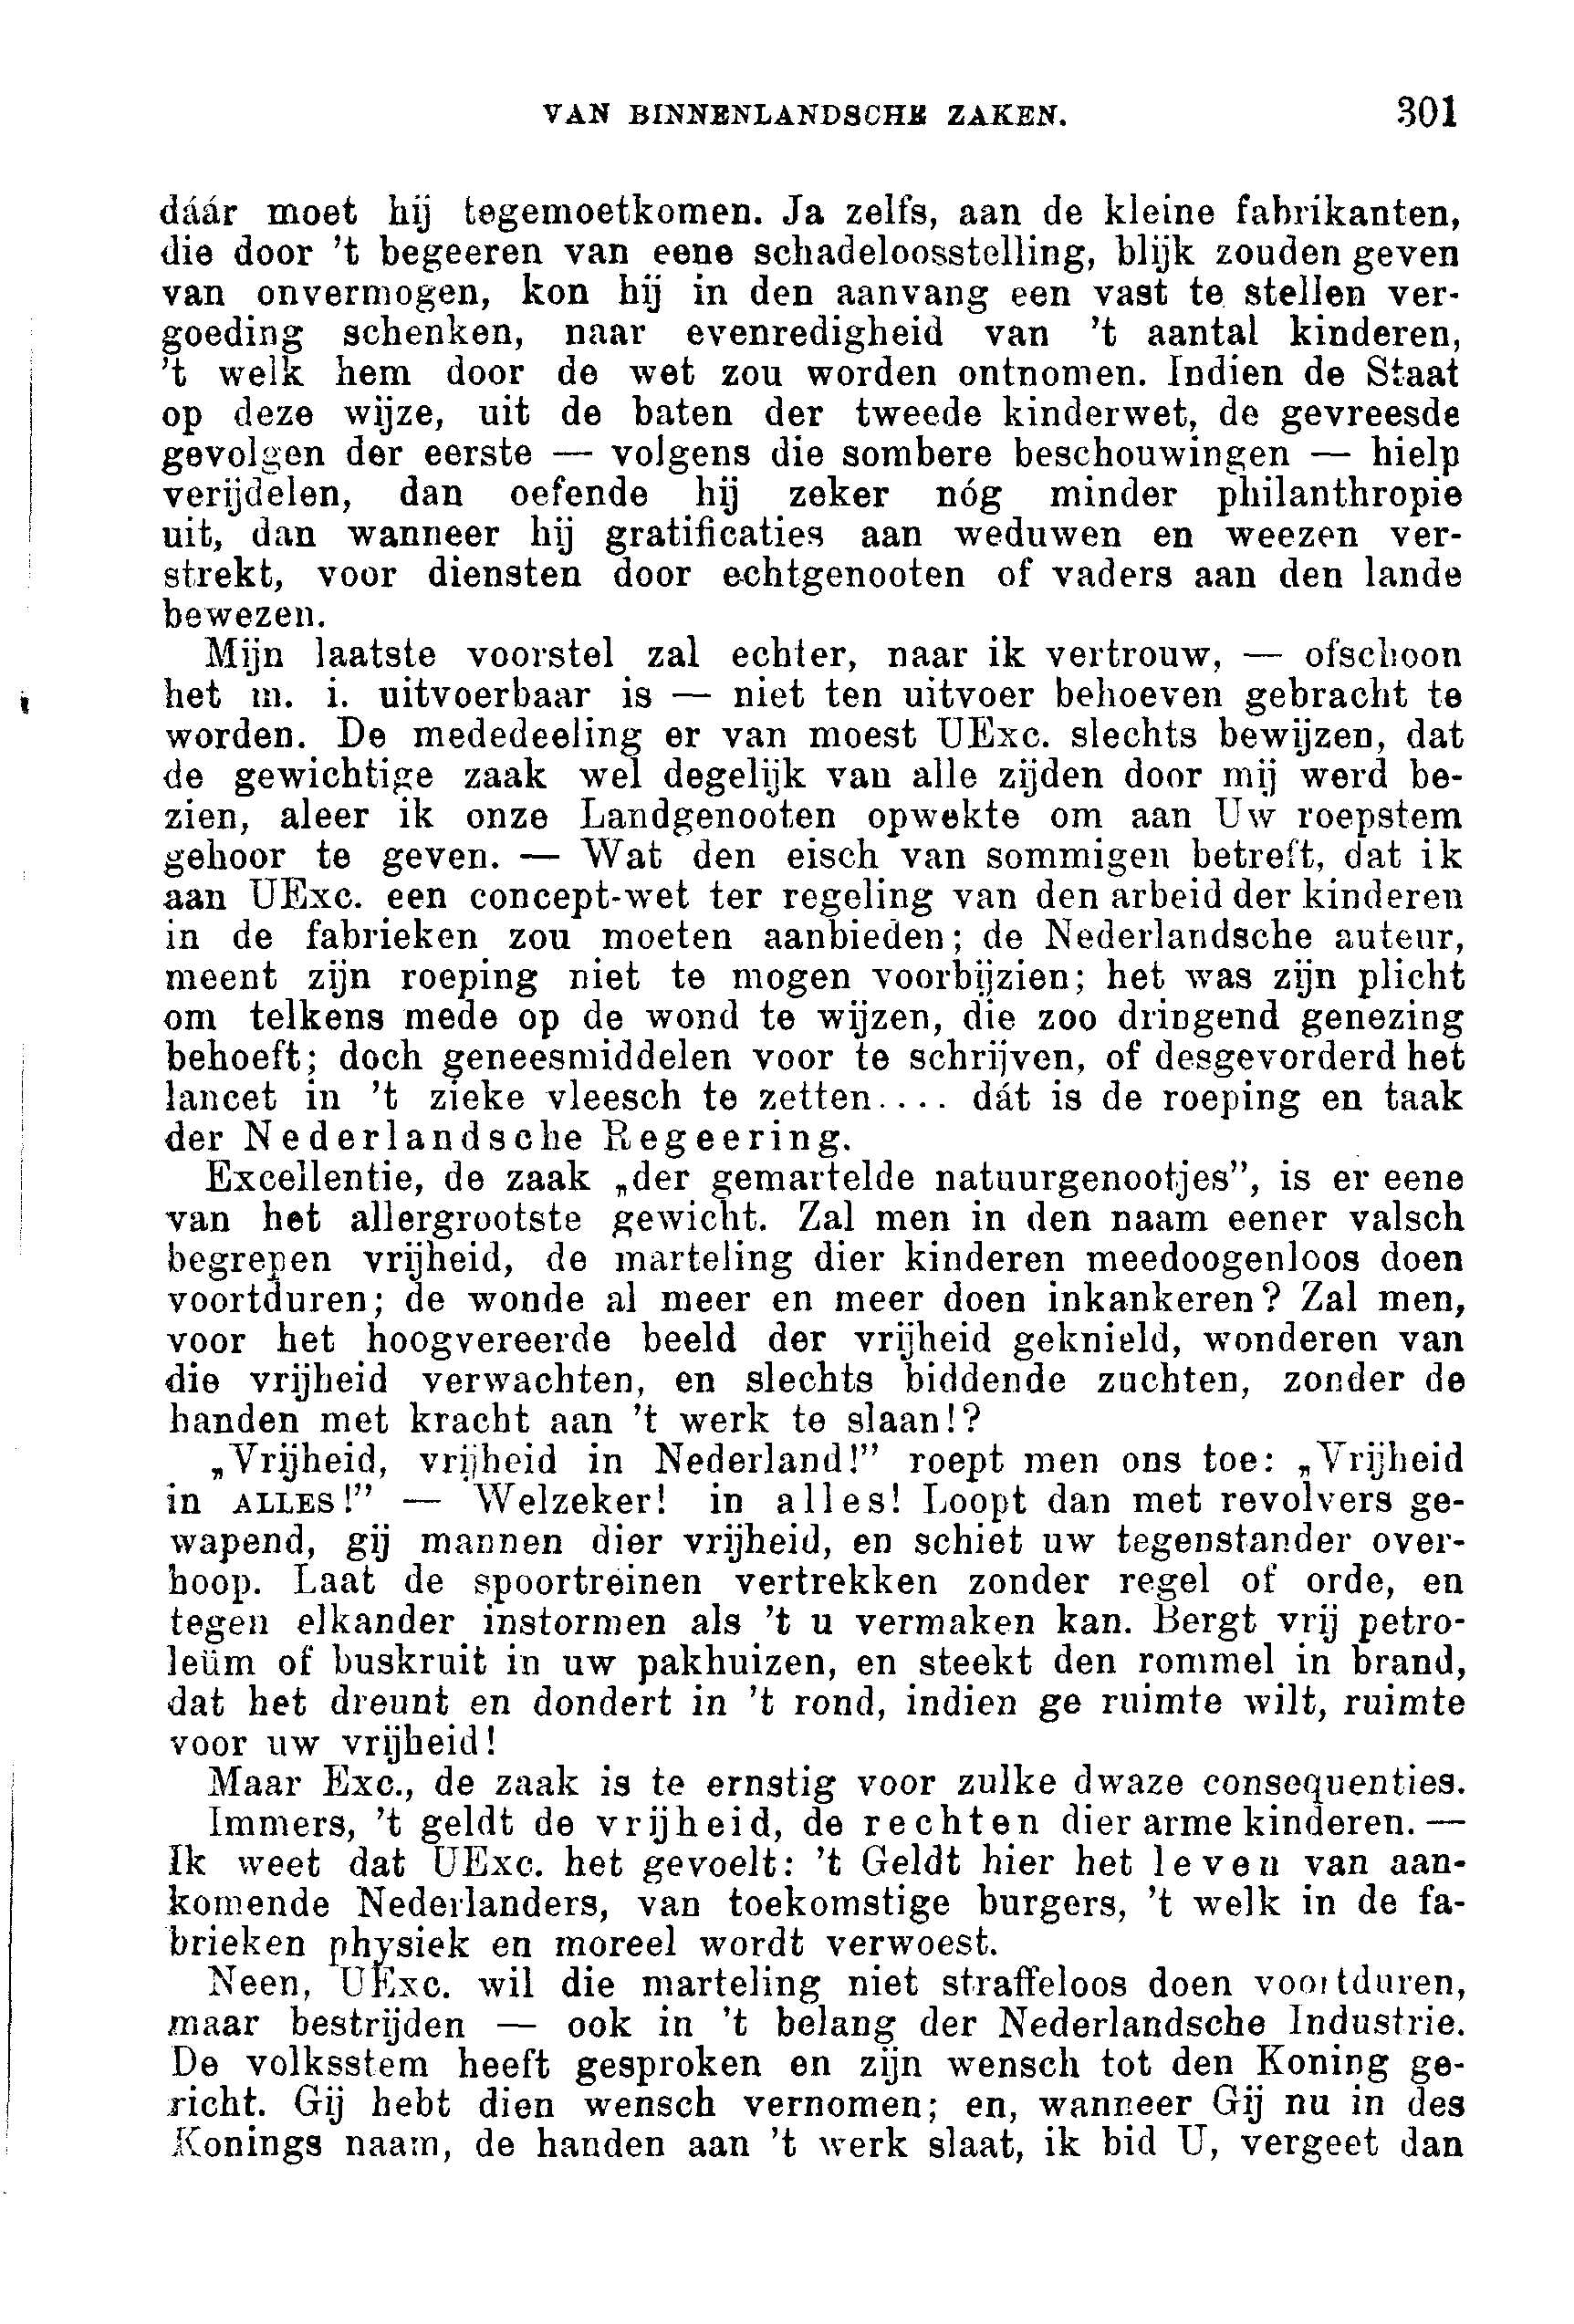 VAN BINNENLANDSCHE ZAKEN. 301
dáár moet hij tegemoetkomen. Ja zelfs, aan de kleine fabrikanten,
die door 't begeeren van eene schadeloosstelling, blijk zouden geven
van onvermogen, kon hij in den aanvang een vast te stellen ver-
goeding schenken, naar evenredigheid van 't aantal kinderen,
't welk hem door de wet zou worden ontnomen. Indien de Staat
op deze wijze, uit de baten der tweede kinderwet, de gevreesde
gevolgen der eerste — volgens die sombere beschouwingen — hielp
verijdelen, dan oefende hij zeker nóg minder philanthropie
uit, dan wanneer hij gratificaties aan weduwen en weezen ver-
strekt, voor diensten door echtgenooten of vaders aan den lande
bewezen.
Mijn laatste voorstel zal echter, naar ik vertrouw, — ofschoon
het m. i. uitvoerbaar is — niet ten uitvoer behoeven gebracht te
worden. De mededeeling er van moest UExc. slechts bewijzen, dat
de gewichtige zaak wel degelijk van alle zijden door mij werd be-
zien, aleer ik onze Landgenooten opwekte om aan Uw roepstem
gehoor te geven. — Wat den eisch van sommigen betreft, dat ik
aan UExc. een concept-wet ter regeling van den arbeid der kinderen
in de fabrieken zou moeten aanbieden; de Nederlandsche auteur,
meent zijn roeping niet te mogen voorbijzien; het was zijn plicht
om telkens mede op de wond te wijzen, die zoo dringend genezing
behoeft; doch geneesmiddelen voor te schrijven, of desgevorderd het
lancet in 't zieke vleesch te zetten.... dát is de roeping en taak
der Nederlandsche Regeering.
Excellentie, de zaak „der gemartelde natuurgenootjes”, is er eene
van het allergrootste gewicht. Zal men in den naam eener valsch
begrepen vrijheid, de marteling dier kinderen meedoogenloos doen
voortduren; de wonde al meer en meer doen inkankeren? Zal men,
voor het hoogvereerde beeld der vrijheid geknield, wonderen van
die vrijheid verwachten, en slechts biddende zuchten, zonder de
handen met kracht aan 't werk te slaan!?
„Vrijheid, vrijheid in Nederland!” roept men ons toe: „Vrijheid
in ALLES!” — Welzeker! in alles! Loopt dan met revolvers ge-
wapend, gij mannen dier vrijheid, en schiet uw tegenstander over-
hoop. Laat de spoortreinen vertrekken zonder regel of orde, en
tegen elkander instormen als 't u vermaken kan. Bergt vrij petro-
leüm of buskruit in uw pakhuizen, en steekt den rommel in brand,
dat het dreunt en dondert in 't rond, indien ge ruimte wilt, ruimte
voor uw vrijheid!
Maar Exc., de zaak is te ernstig voor zulke dwaze consequenties.
Immers, 't geldt de vrijheid, de rechten dier arme kinderen. —
Ik weet dat UExc. het gevoelt: 't Geldt hier het leven van aan-
komende Nederlanders, van toekomstige burgers, 't welk in de fa-
brieken physiek en moreel wordt verwoest.
Neen, UExc. wil die marteling niet straffeloos doen voortduren,
maar bestrijden — ook in 't belang der Nederlandsche Industrie.
De volksstem heeft gesproken en zijn wensch tot den Koning ge-
richt. Gij hebt dien wensch vernomen; en, wanneer Gij nu in des
Konings naam, de handen aan 't werk slaat, ik bid U, vergeet dan